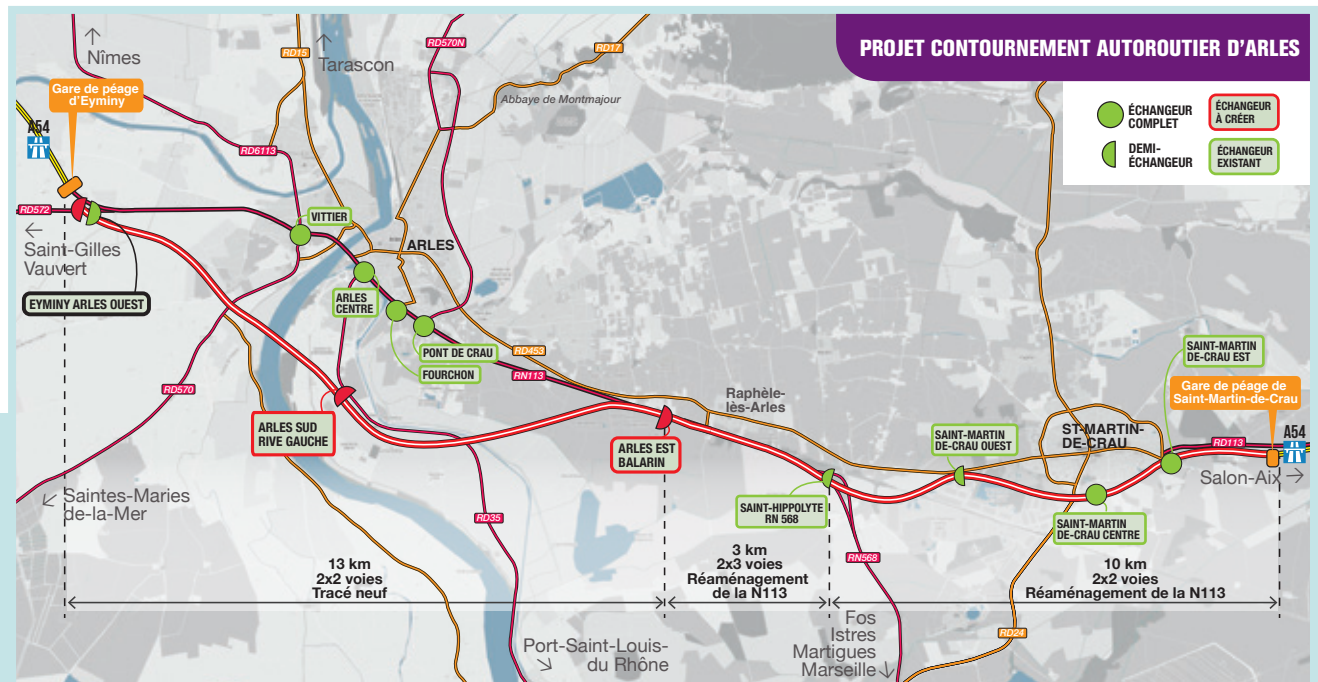 PROJET CONTOURNEMENT AUTOROUTIER D'ARLES
ÉCHANGEUR
COMPLET
ÉCHANGEUR
À CRÉER
DEMI-
ÉCHANGEUR
ÉCHANGEUR
EXISTANT
Nîmes
RD15
Tarascon
RD570N
RD17
Abbaye de Montmajour
Gare de péage
d'Eyminy
A54
RD6113
RD572
Saint-Gilles
Vauvert
EYMINY ARLES OUEST
VITTIER
ARLES
ARLES
CENTRE
PONT DE CRAU
FOURCHON
RD453
RN113
RD570
ARLES SUD
RIVE GAUCHE
ARLES EST
BALARIN
Raphèle-
lès-Arles
SAINT-MARTIN
DE-CRAU OUEST
ST-MARTIN-
DE-CRAU
SAINT-MARTIN
DE-CRAU EST
Gare de péage de
Saint-Martin-de-Crau
RD113
A54
Salon-Aix
SAINT-HIPPOLYTE
RN 568
SAINT-MARTIN
DE-CRAU CENTRE
Saintes-Maries
de-la-Mer
RD35
RN568
13 km
2x2 voies
Tracé neuf
3 km
2x3 voies
Réaménagement
de la N113
10 km
2x2 voies
Réaménagement de la N113
RD24
Port-Saint-Louis-
du Rhône
Fos
Istres
Martigues
Marseille